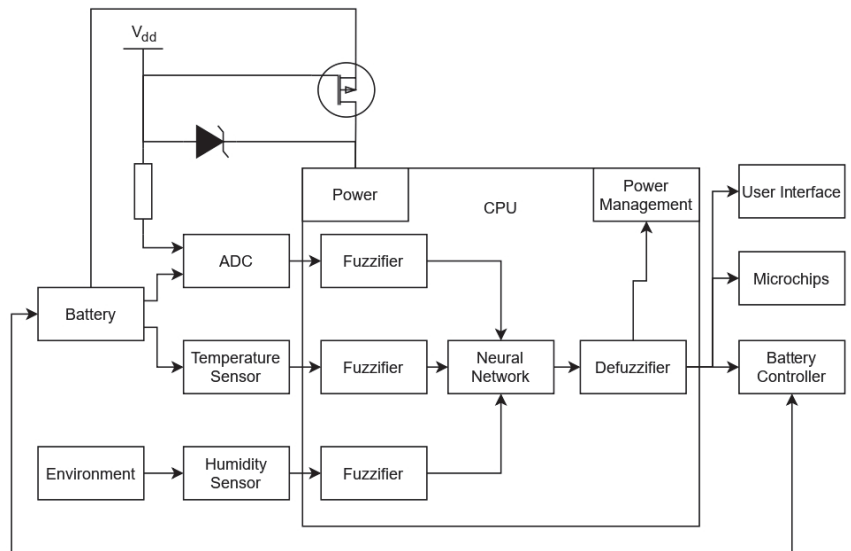 Vdd
Power
CPU
Power
Management
User Interface
ADC
Fuzzifier
Microchips
Battery
Temperature
Sensor
Fuzzifier
Neural
Network
Defuzzifier
Battery
Controller
Environment
Humidity
Sensor
Fuzzifier